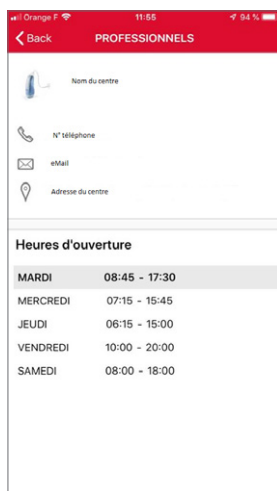 Orange F 11:55 94 %
Back PROFESSIONNELS
Nom du centre
N° téléphone
eMail
Adresse du centre
Heures d'ouverture
MARDI 08:45 - 17:30
MERCREDI 07:15 - 15:45
JEUDI 06:15 - 15:00
VENDREDI 10:00 - 20:00
SAMEDI 08:00 - 18:00